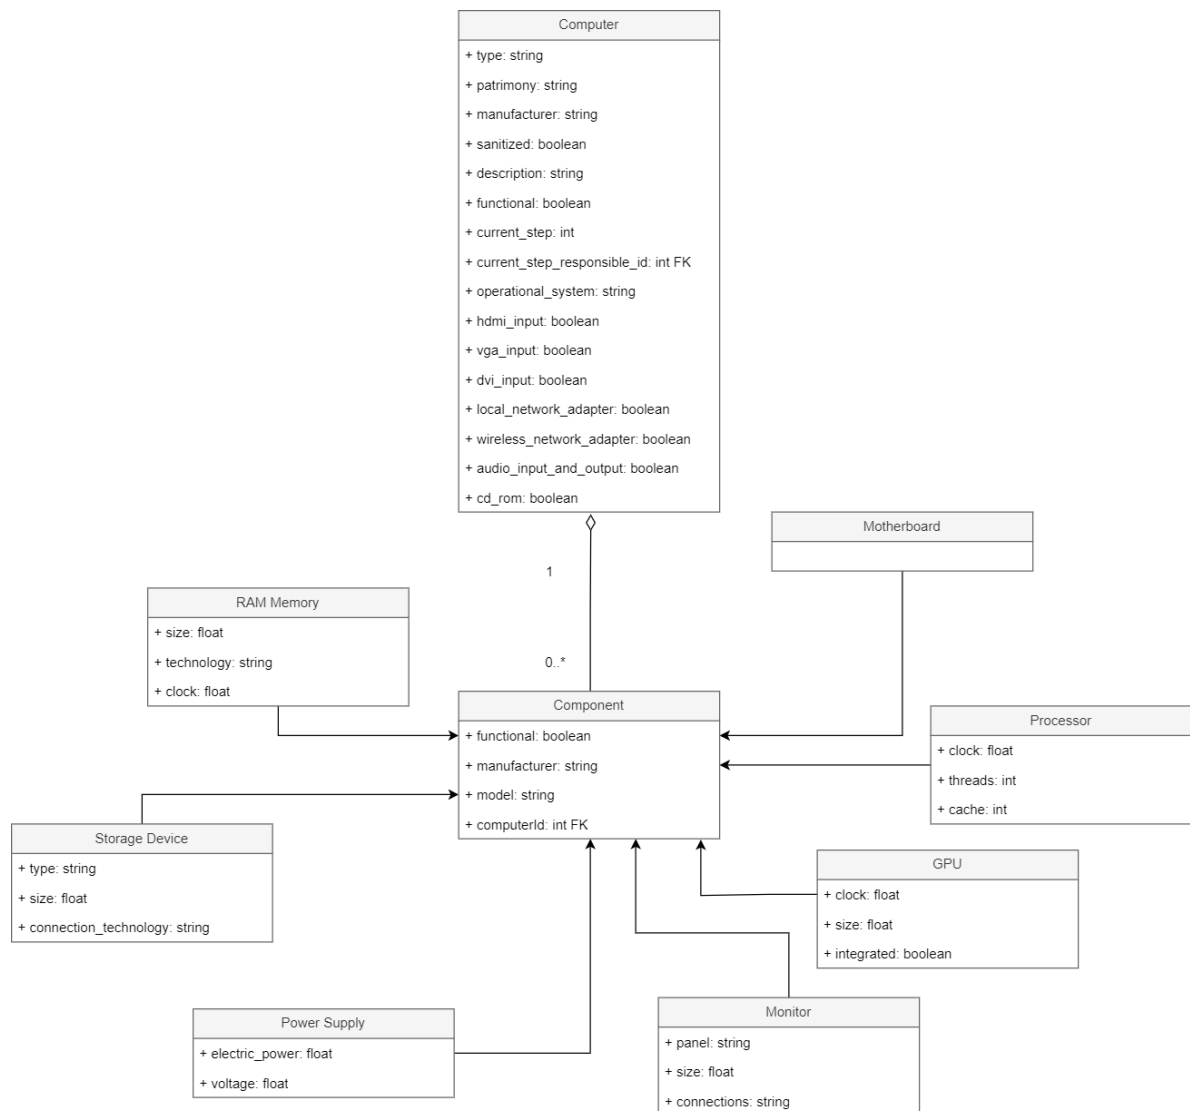 Computer
+ type: string
+ patrimony: string
+ manufacturer: string
+ sanitized: boolean
+ description: string
+ functional: boolean
+ current_step: int
+ current_step_responsible_id: int FK
+ operational_system: string
+ hdmi_input: boolean
+ vga_input: boolean
+ dvi_input: boolean
+ local_network_adapter: boolean
+ wireless_network_adapter: boolean
+ audio_input_and_output: boolean
+ cd_rom: boolean
Motherboard
1
RAM Memory
+ size: float
+ technology: string
+ clock: float
0..*
Component
+ functional: boolean
+ manufacturer: string
+ model: string
+ computerId: int FK
Processor
+ clock: float
+ threads: int
+ cache: int
Storage Device
+ type: string
+ size: float
+ connection_technology: string
GPU
+ clock: float
+ size: float
+ integrated: boolean
Power Supply
+ electric_power: float
+ voltage: float
Monitor
+ panel: string
+ size: float
+ connections: string